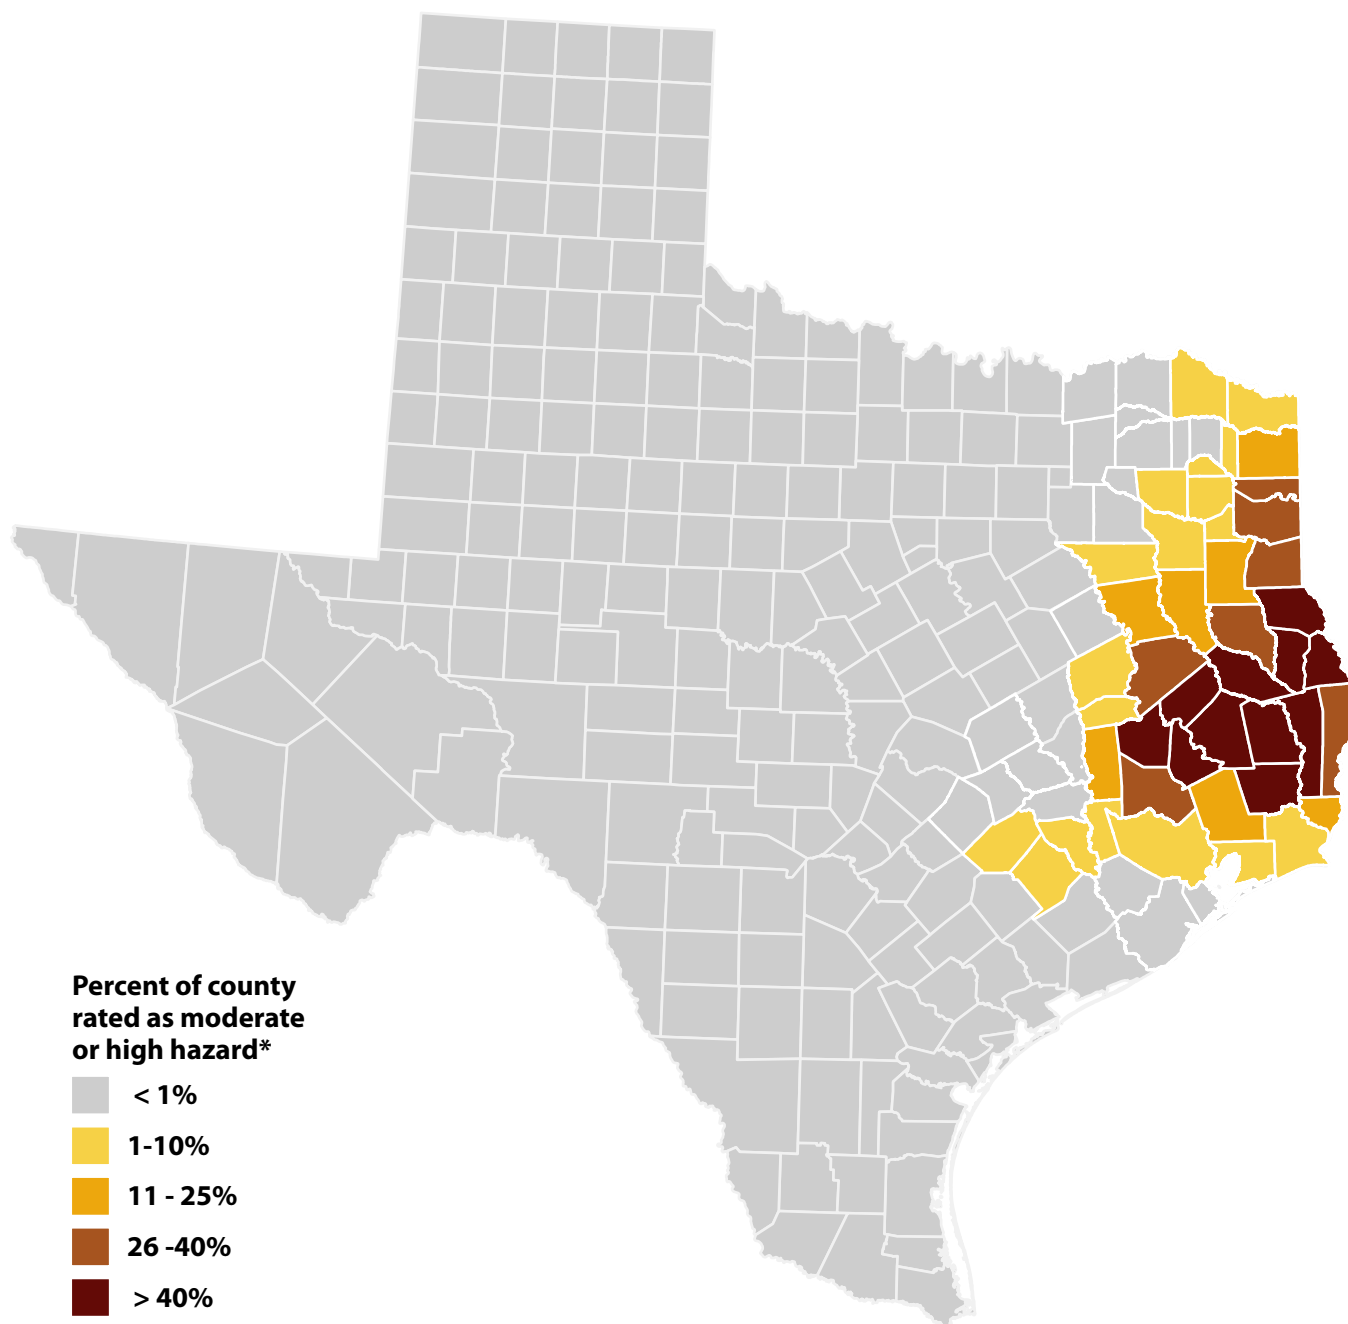 Percent of county
rated as moderate
or high hazard*
< 1%
1-10%
11 - 25%
26 -40%
> 40%